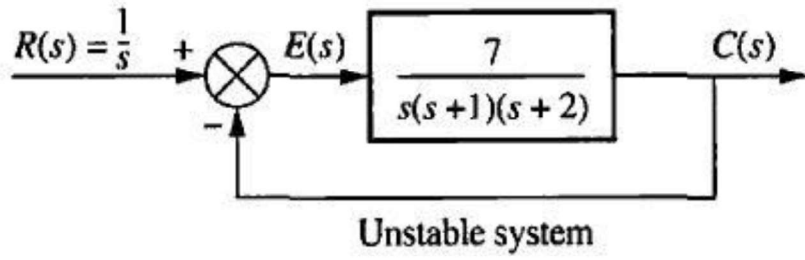 R(s) = 1/s
+
−
E(s)
7
s(s +1)(s + 2)
C(s)
Unstable system